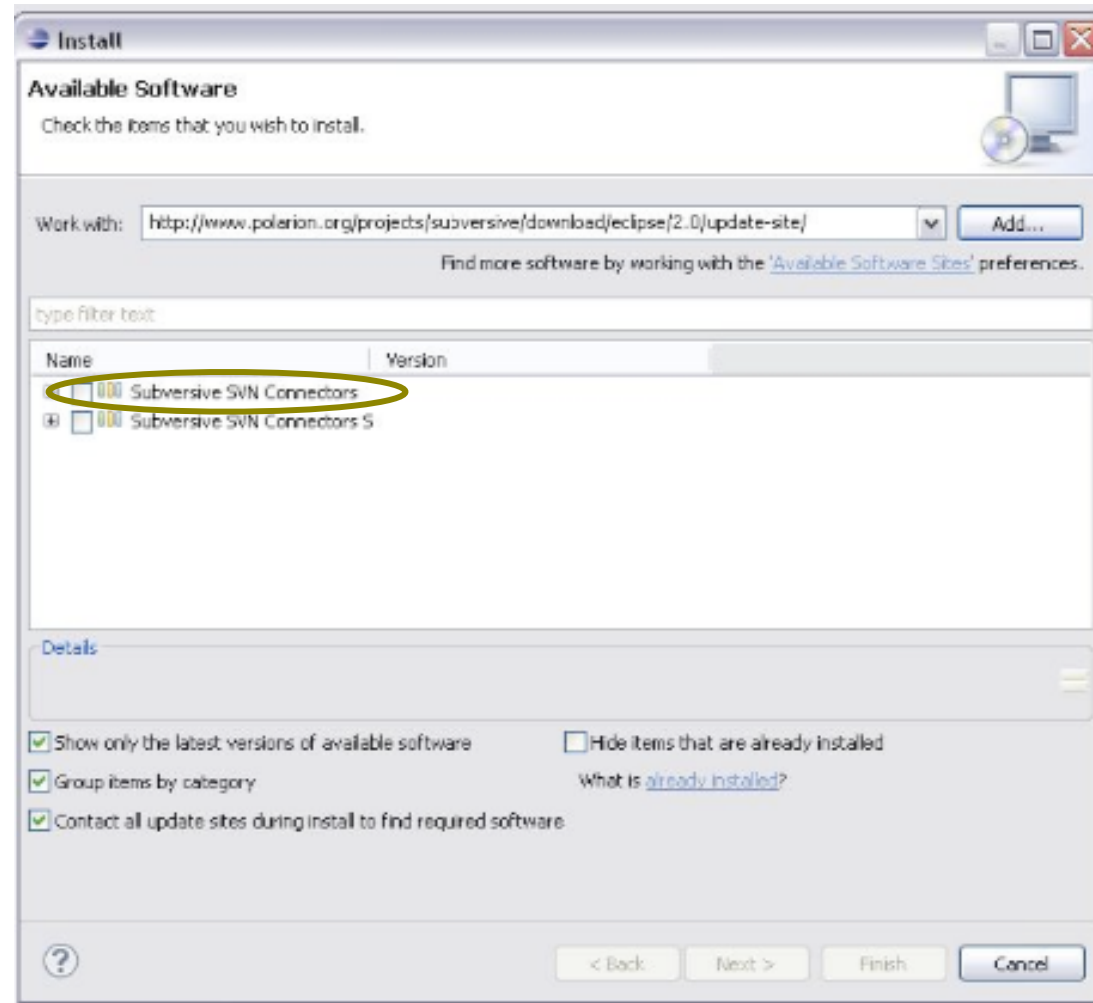 Install
Available Software
Check the items that you wish to install.
Work with: http://www.polarion.org/projects/subversive/download/eclipse/2.0/update-site/ Add...
Find more software by working with the 'Available Software Sites' preferences.
type filter text
Name Version
Subversive SVN Connectors
Subversive SVN Connectors S
Details
Show only the latest versions of available software Hide items that are already installed
Group items by category What is already installed?
Contact all update sites during install to find required software
? < Back Next > Finish Cancel